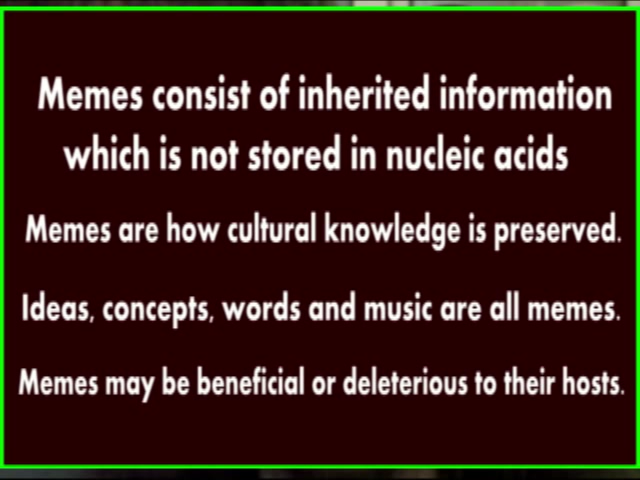 Memes consist of inherited information
which is not stored in nucleic acids
Memes are how cultural knowledge is preserved.
Ideas, concepts, words and music are all memes.
Memes may be beneficial or deleterious to their hosts.